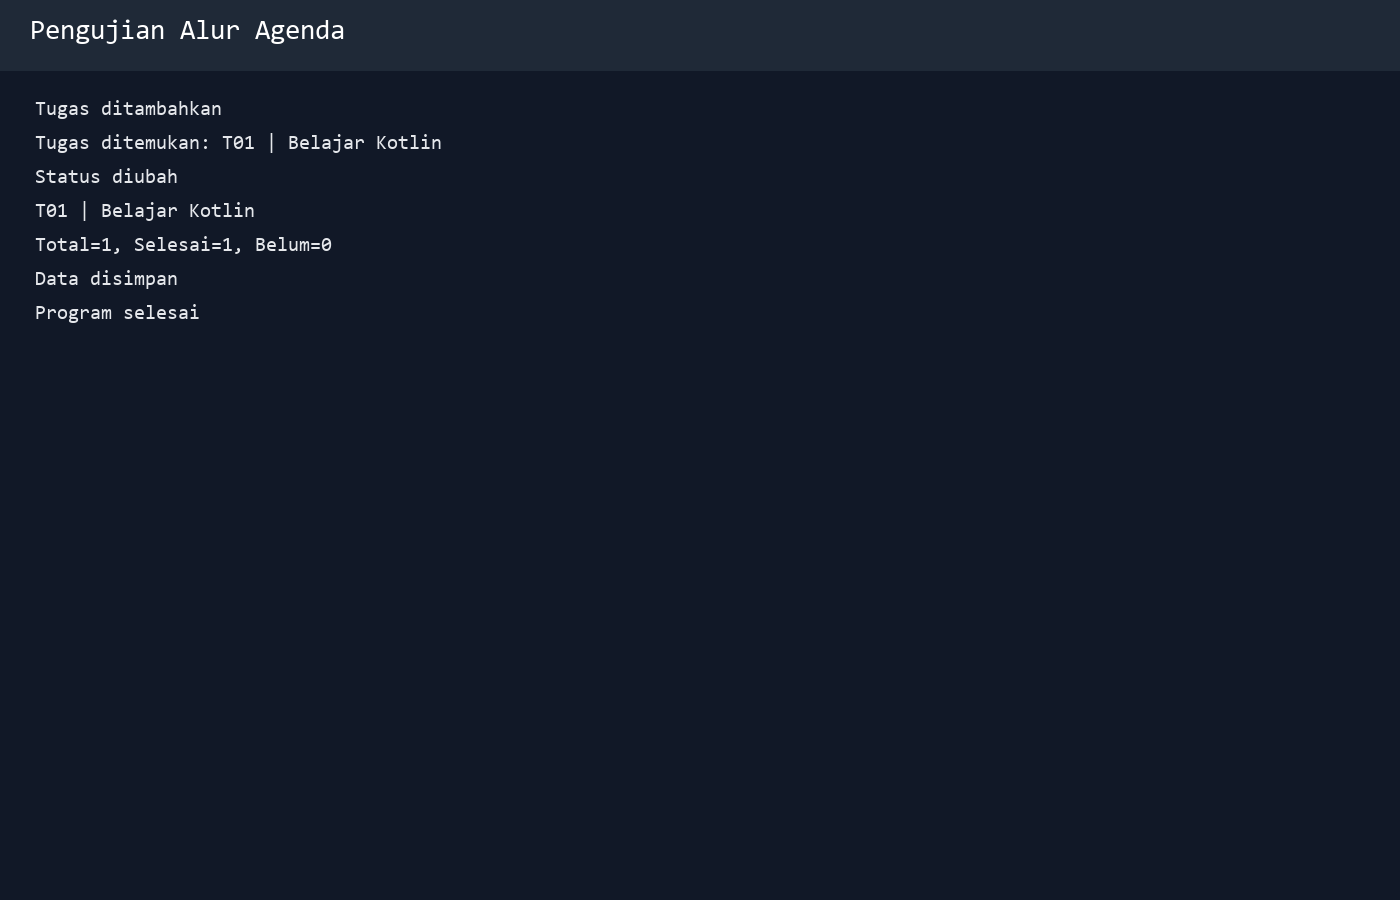 Pengujian Alur Agenda
Tugas ditambahkan
Tugas ditemukan: T01 | Belajar Kotlin
Status diubah
T01 | Belajar Kotlin
Total=1, Selesai=1, Belum=0
Data disimpan
Program selesai